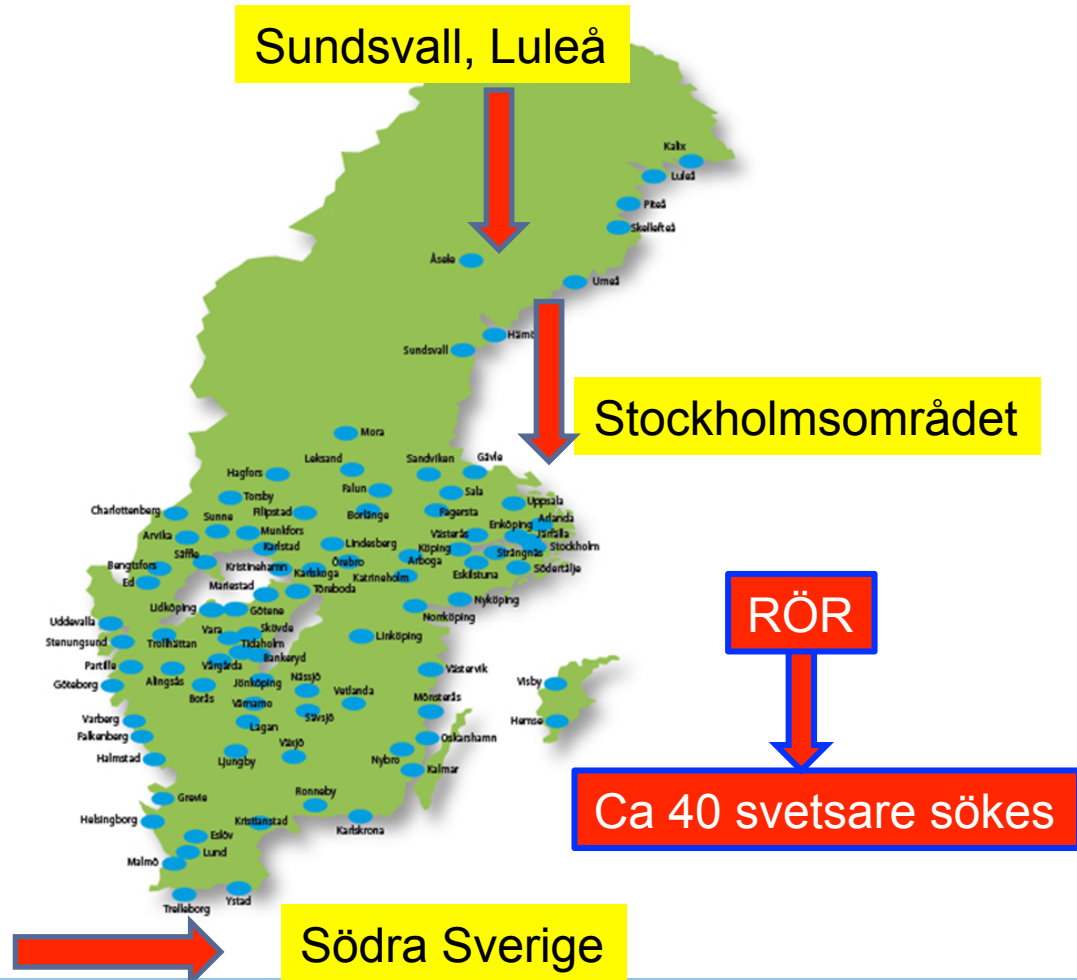 Sundsvall, Luleå
Kalix
Luleå
Piteå
Skellefteå
Åsele
Umeå
Härnö
Sundsvall
Stockholmsområdet
Mora
Leksand
Sandviken
Gävle
Hagfors
Falun
Sala
Torsby
Uppsala
Charlottenberg
Filipstad
Borlänge
Fagersta
Arlanda
Sunne
Enköping
Arvika
Munkfors
Västerås
Järfälla
Lindesberg
Karlstad
Köping
Stockholm
Säffle
Strängnäs
Bengtsfors
Örebro
Arboga
Kristinehamn
Karlskoga
Katrineholm
Eskilstuna
Södertälje
Ed
Mariestad
Töreboda
Nyköping
Lidköping
Götene
Norrköping
RÖR
Uddevalla
Vara
Skövde
Linköping
Stenungsund
Trollhättan
Tidaholm
Bankeryd
Partille
Vårgårda
Västervik
Alingsås
Nässjö
Visby
Göteborg
Jönköping
Borås
Vetlanda
Mönsterås
Värnamo
Sävsjö
Varberg
Hemse
Lagan
Falkenberg
Oskarshamn
Växjö
Halmstad
Ljungby
Nybro
Kalmar
Grevie
Ronneby
Ca 40 svetsare sökes
Helsingborg
Kristianstad
Karlskrona
Eslöv
Lund
Malmö
Ystad
Trelleborg
Södra Sverige